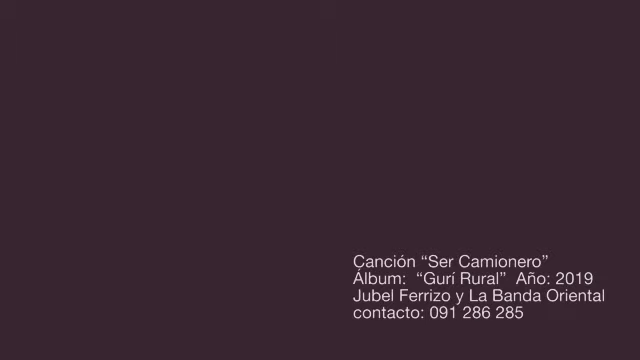 Canción “Ser Camionero”
Álbum:  “Gurí Rural”  Año: 2019
Jubel Ferrizo y La Banda Oriental
contacto: 091 286 285